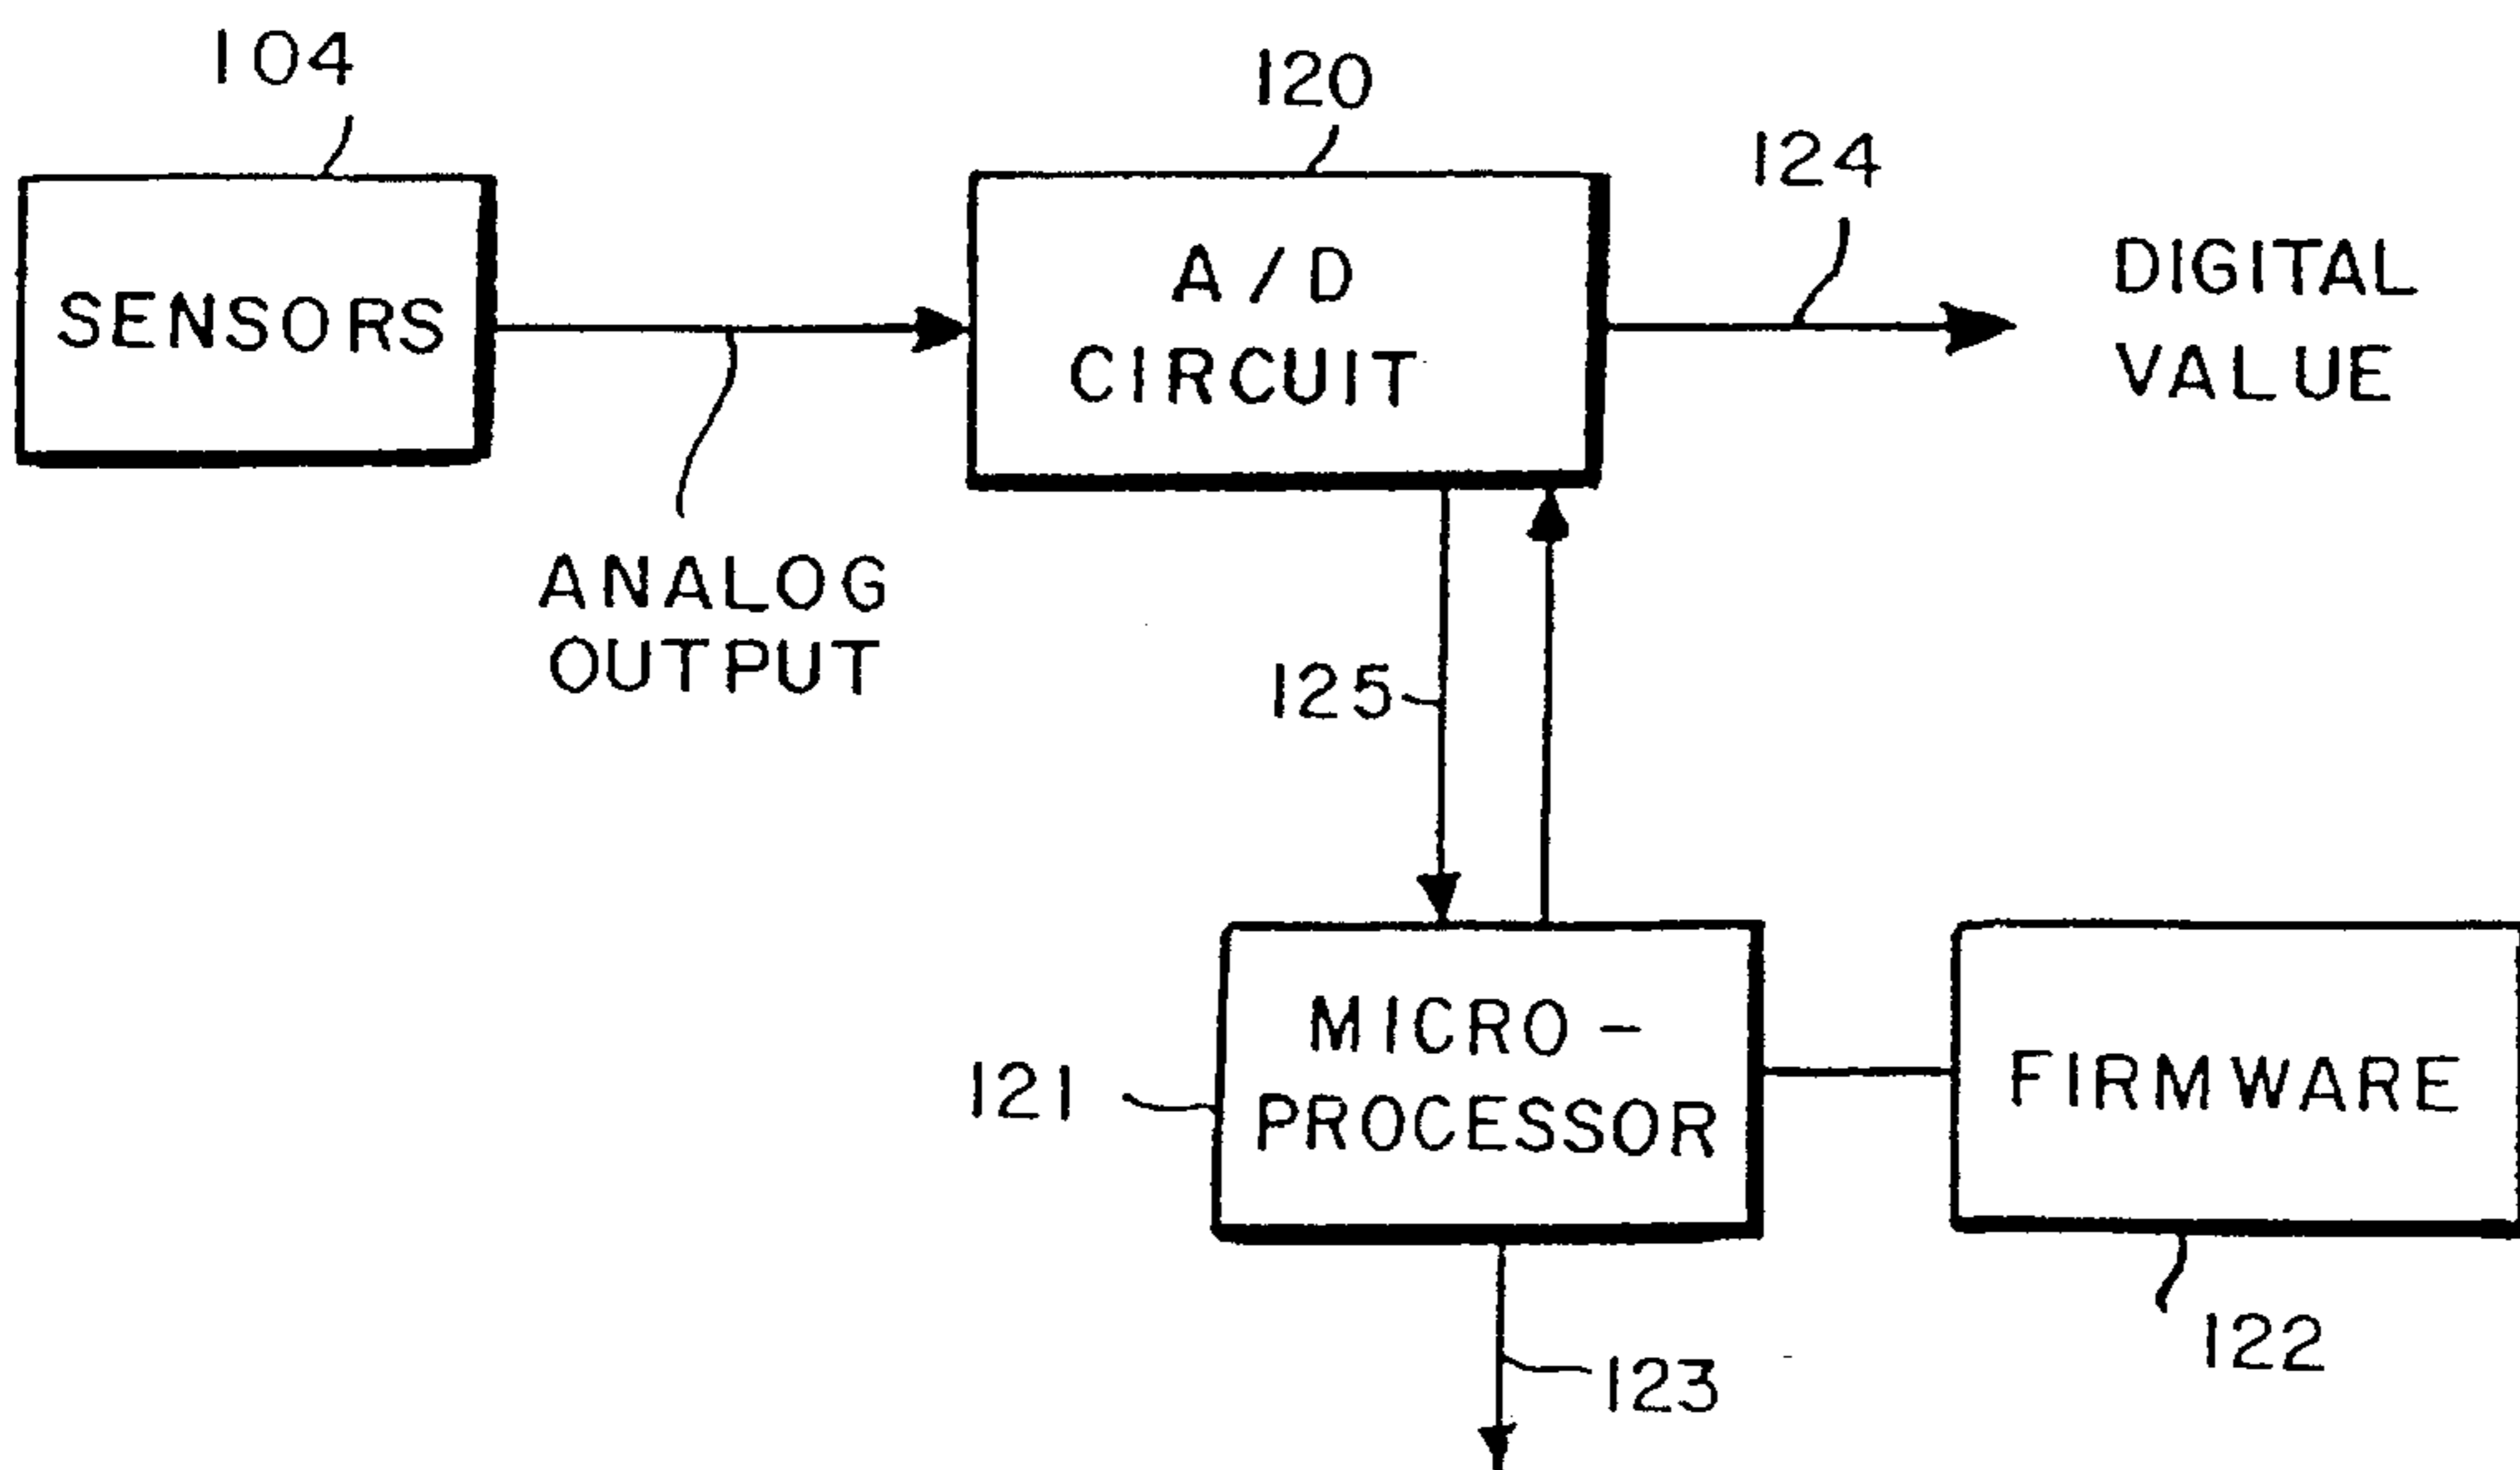 104
120
124
SENSORS
A/D
CIRCUIT
DIGITAL
VALUE
ANALOG
OUTPUT
125
121
MICRO-
PROCESSOR
FIRMWARE
123
122